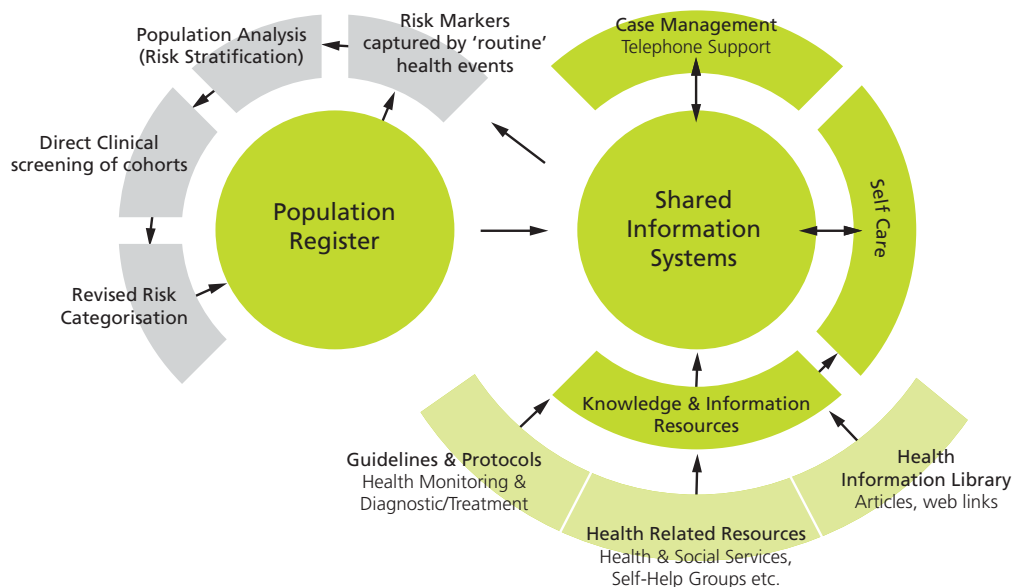 Population Analysis
(Risk Stratification)
Risk Markers
captured by ‘routine’
health events
Direct Clinical
screening of cohorts
Revised Risk
Categorisation
Population
Register
Case Management
Telephone Support
Shared
Information
Systems
Self Care
Knowledge & Information
Resources
Guidelines & Protocols
Health Monitoring &
Diagnostic/Treatment
Health Related Resources
Health & Social Services,
Self-Help Groups etc.
Health
Information Library
Articles, web links